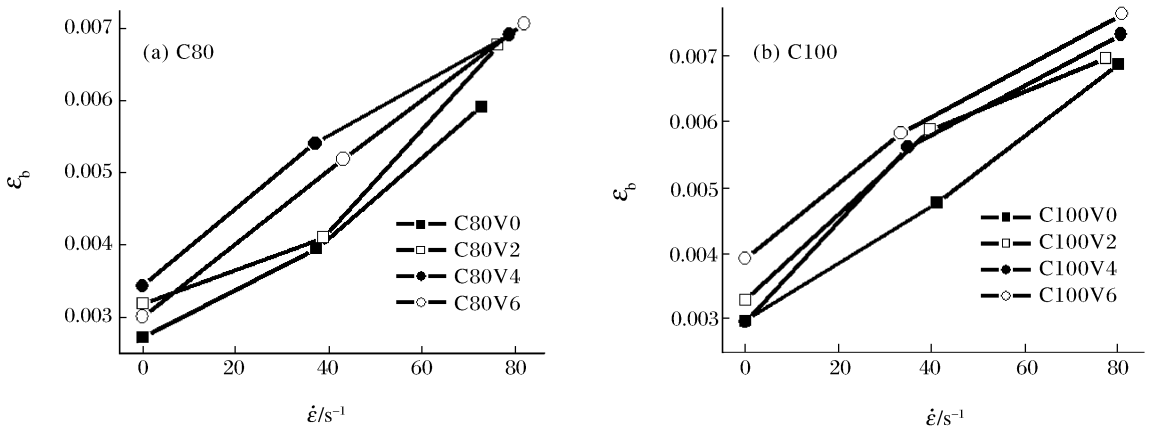 0.007
0.006
0.005
0.004
0.003
(a) C80
C80V0
C80V2
C80V4
C80V6
0 20 40 60 80
ε̇/s⁻¹
ε_b
0.007
0.006
0.005
0.004
0.003
(b) C100
C100V0
C100V2
C100V4
C100V6
0 20 40 60 80
ε̇/s⁻¹
ε_b